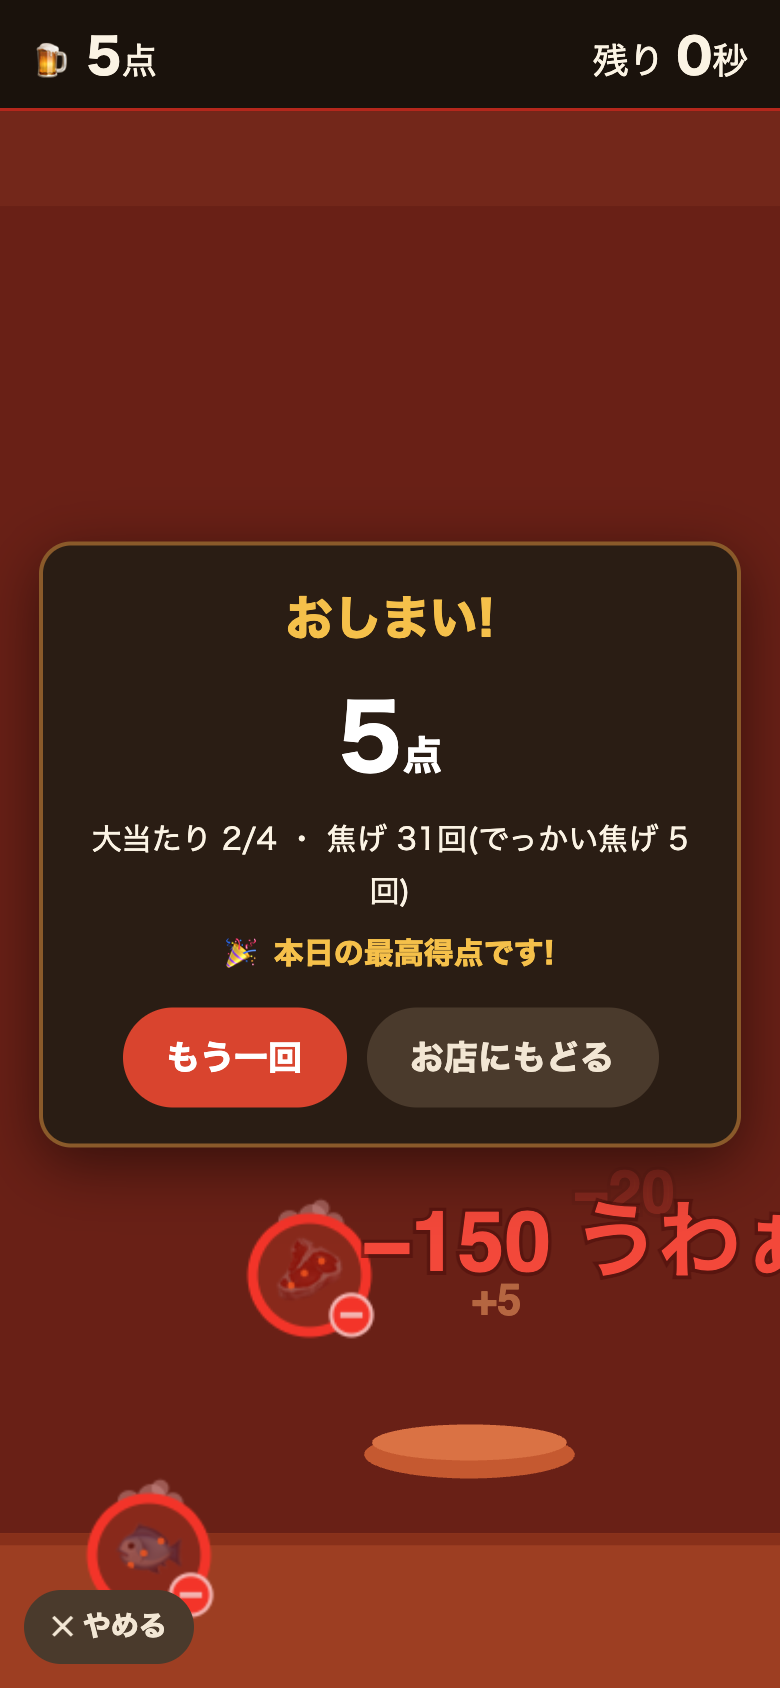 5点
残り 0秒
おしまい!
5点
大当たり 2/4 ・ 焦げ 31回(でっかい焦げ 5
回)
本日の最高得点です!
もう一回
お店にもどる
−20
−150 うわぁ
+5
× やめる